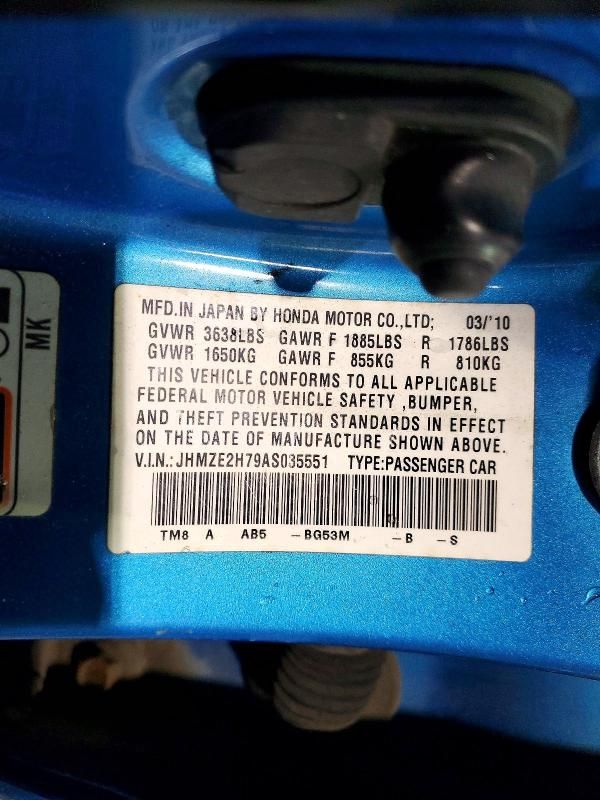 MFD.IN JAPAN BY HONDA MOTOR CO.,LTD; 03/'10
GVWR 3638LBS GAWR F 1885LBS R 1786LBS
GVWR 1650KG GAWR F 855KG R 810KG
THIS VEHICLE CONFORMS TO ALL APPLICABLE
FEDERAL MOTOR VEHICLE SAFETY ,BUMPER,
AND THEFT PREVENTION STANDARDS IN EFFECT
ON THE DATE OF MANUFACTURE SHOWN ABOVE.
V.I.N.: JHMZE2H79AS035551 TYPE:PASSENGER CAR
TM8 A AB5 -BG53M -B -S
MK